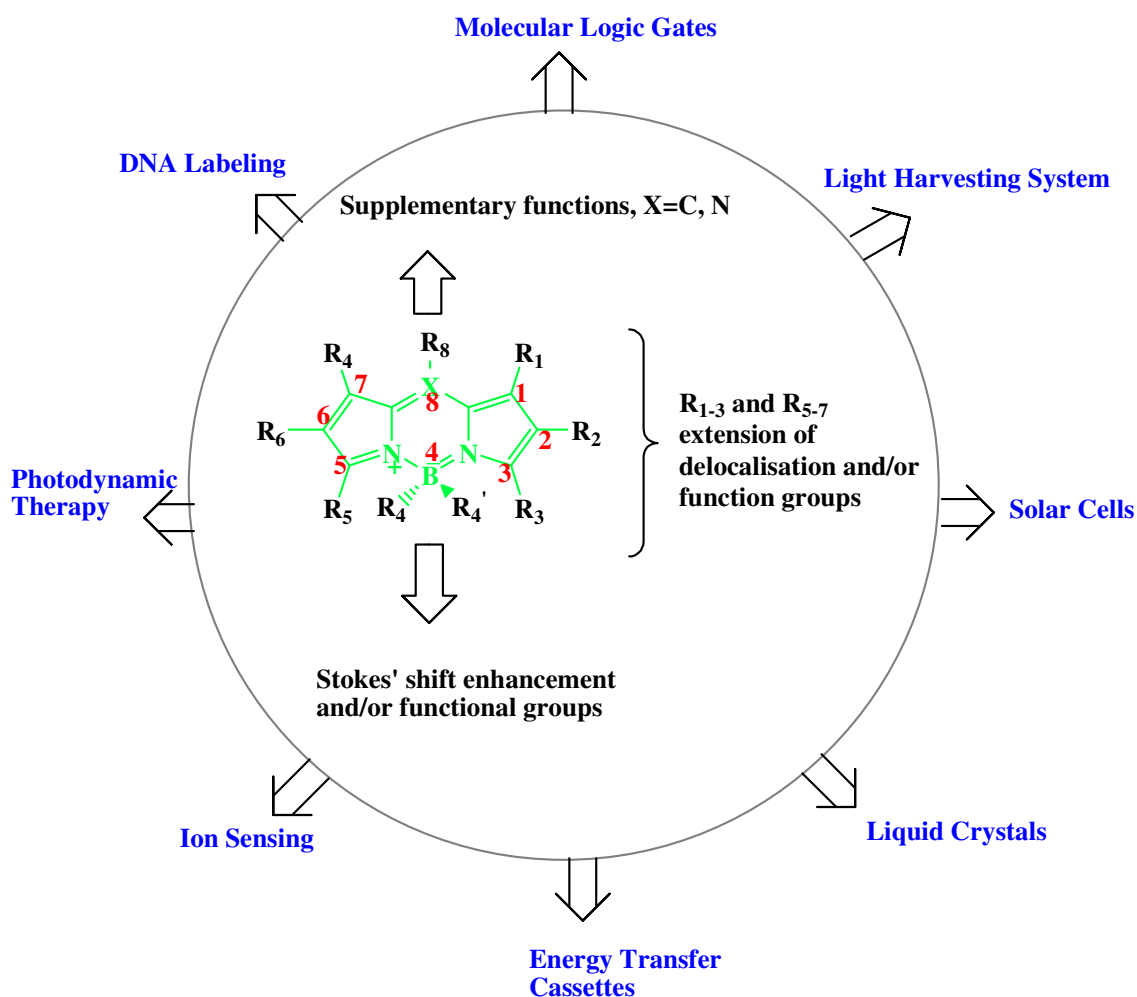 Molecular Logic Gates
DNA Labeling
Light Harvesting System
Supplementary functions, X=C, N
R8
R4
R1
7
X
8
1
6
R6
2
R2
5
N
+
4
N
3
B
R5
R4
R4'
R3
R1-3 and R5-7
extension of
delocalisation and/or
function groups
Photodynamic
Therapy
Solar Cells
Stokes' shift enhancement
and/or functional groups
Ion Sensing
Liquid Crystals
Energy Transfer
Cassettes